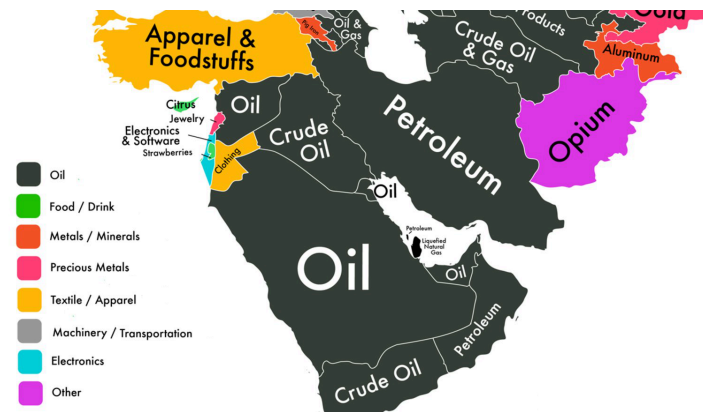 Gold
Products
Oil
& Gas
Pig Iron
Apparel &
Foodstuffs
Crude Oil
& Gas
Aluminum
Citrus
Oil
Jewelry
Electronics
& Software
Strawberries
Clothing
Crude
Oil
Petroleum
Opium
Oil
Petroleum
Liquefied
Natural
Gas
Oil
Oil
Petroleum
Crude Oil
Oil
Food / Drink
Metals / Minerals
Precious Metals
Textile / Apparel
Machinery / Transportation
Electronics
Other